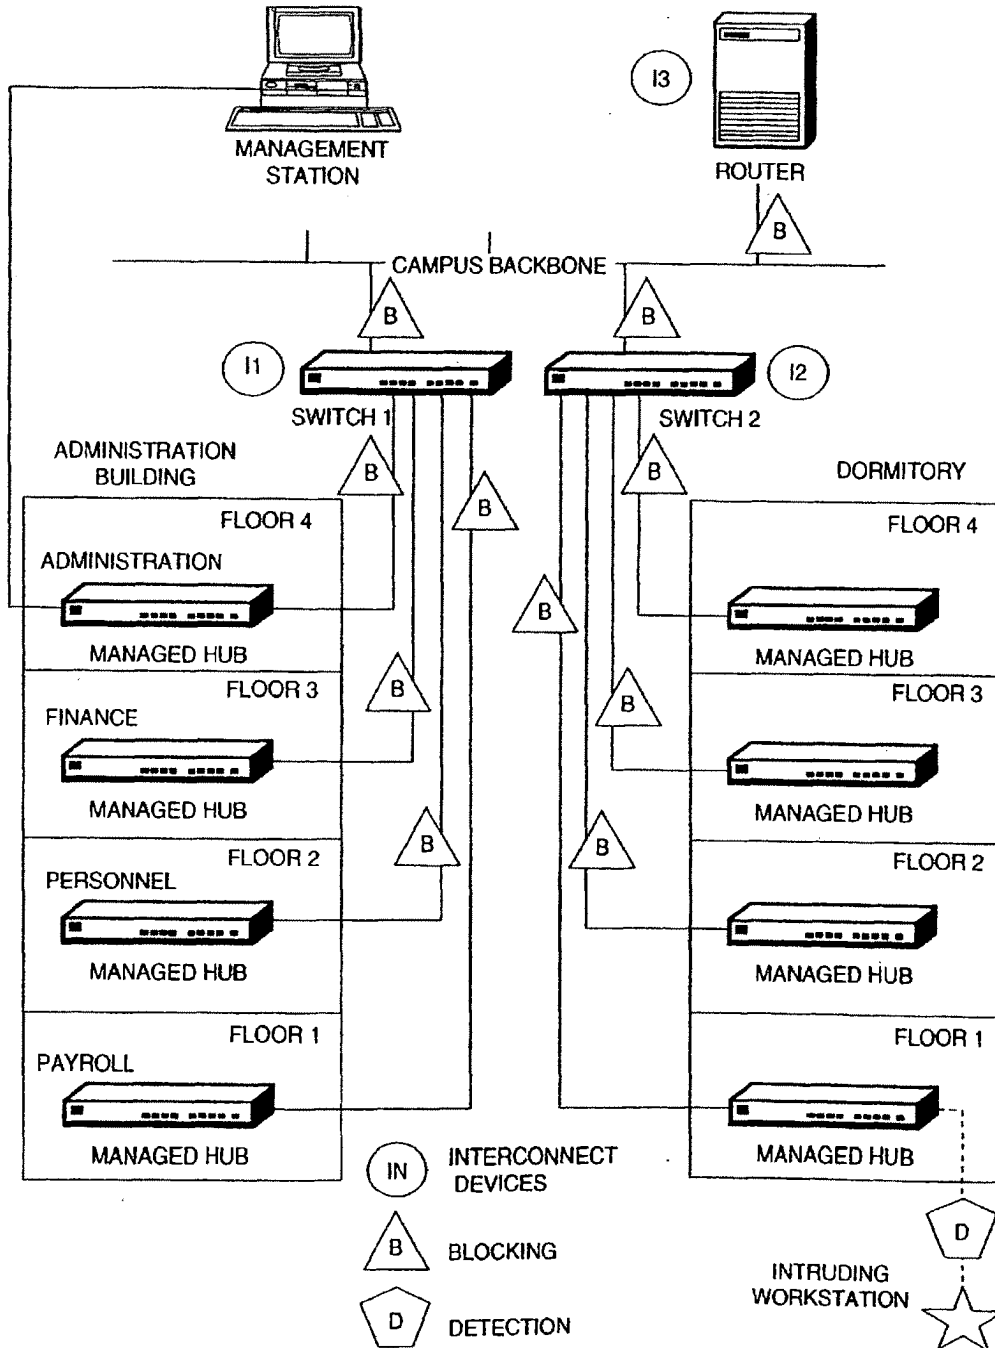 MANAGEMENT
STATION
I3
ROUTER
B
CAMPUS BACKBONE
B
B
I1
I2
SWITCH 1
SWITCH 2
ADMINISTRATION
BUILDING
DORMITORY
B
B
B
B
B
B
B
B
FLOOR 4
ADMINISTRATION
MANAGED HUB
FLOOR 3
FINANCE
MANAGED HUB
FLOOR 2
PERSONNEL
MANAGED HUB
FLOOR 1
PAYROLL
MANAGED HUB
FLOOR 4
MANAGED HUB
FLOOR 3
MANAGED HUB
FLOOR 2
MANAGED HUB
FLOOR 1
MANAGED HUB
IN
INTERCONNECT
DEVICES
B
BLOCKING
D
DETECTION
D
INTRUDING
WORKSTATION